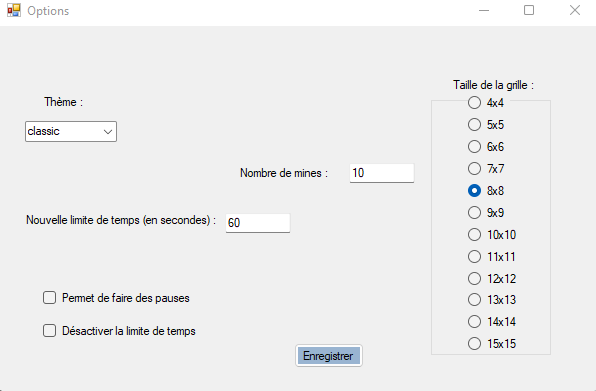 Options
Taille de la grille :
Thème :
classic
Nombre de mines :
10
Nouvelle limite de temps (en secondes) :
60
Permet de faire des pauses
Désactiver la limite de temps
Enregistrer
4x4
5x5
6x6
7x7
8x8
9x9
10x10
11x11
12x12
13x13
14x14
15x15